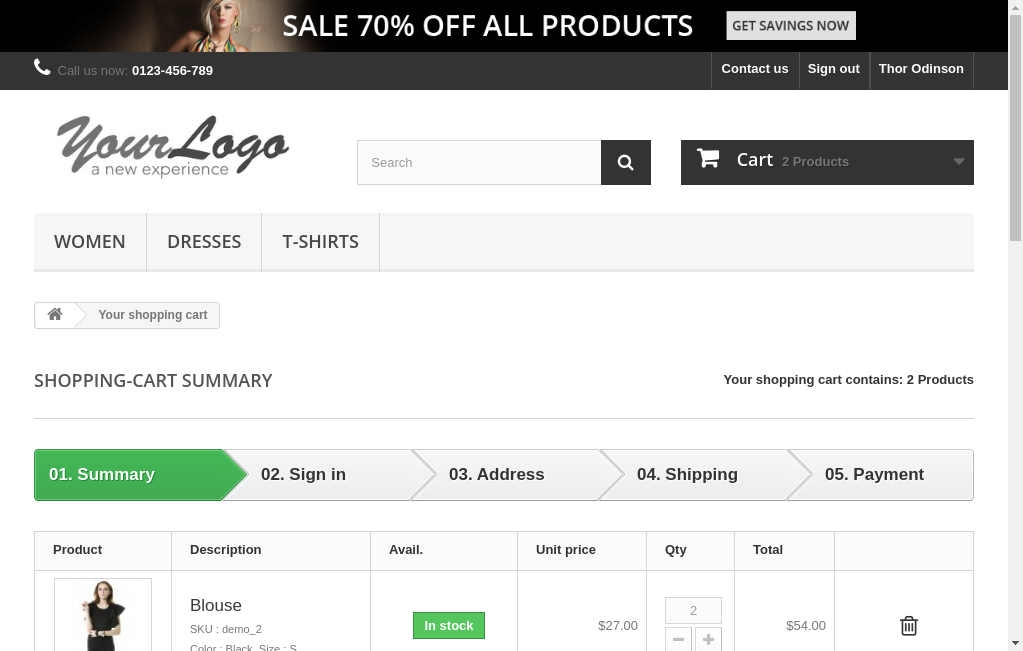 SALE 70% OFF ALL PRODUCTS GET SAVINGS NOW
Call us now: 0123-456-789 Contact us Sign out Thor Odinson
YourLogo
a new experience
Search Cart 2 Products
WOMEN DRESSES T-SHIRTS
Your shopping cart
SHOPPING-CART SUMMARY Your shopping cart contains: 2 Products
01. Summary 02. Sign in 03. Address 04. Shipping 05. Payment
Product Description Avail. Unit price Qty Total
Blouse
SKU : demo_2
In stock $27.00 2 $54.00
Color : Black, Size : S